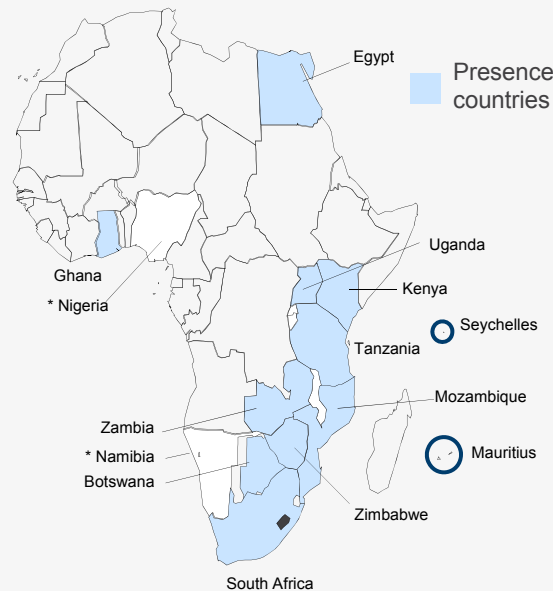 Egypt
Presence
countries
Uganda
Ghana
Kenya
* Nigeria
Seychelles
Tanzania
Mozambique
Zambia
* Namibia
Mauritius
Botswana
Zimbabwe
South Africa